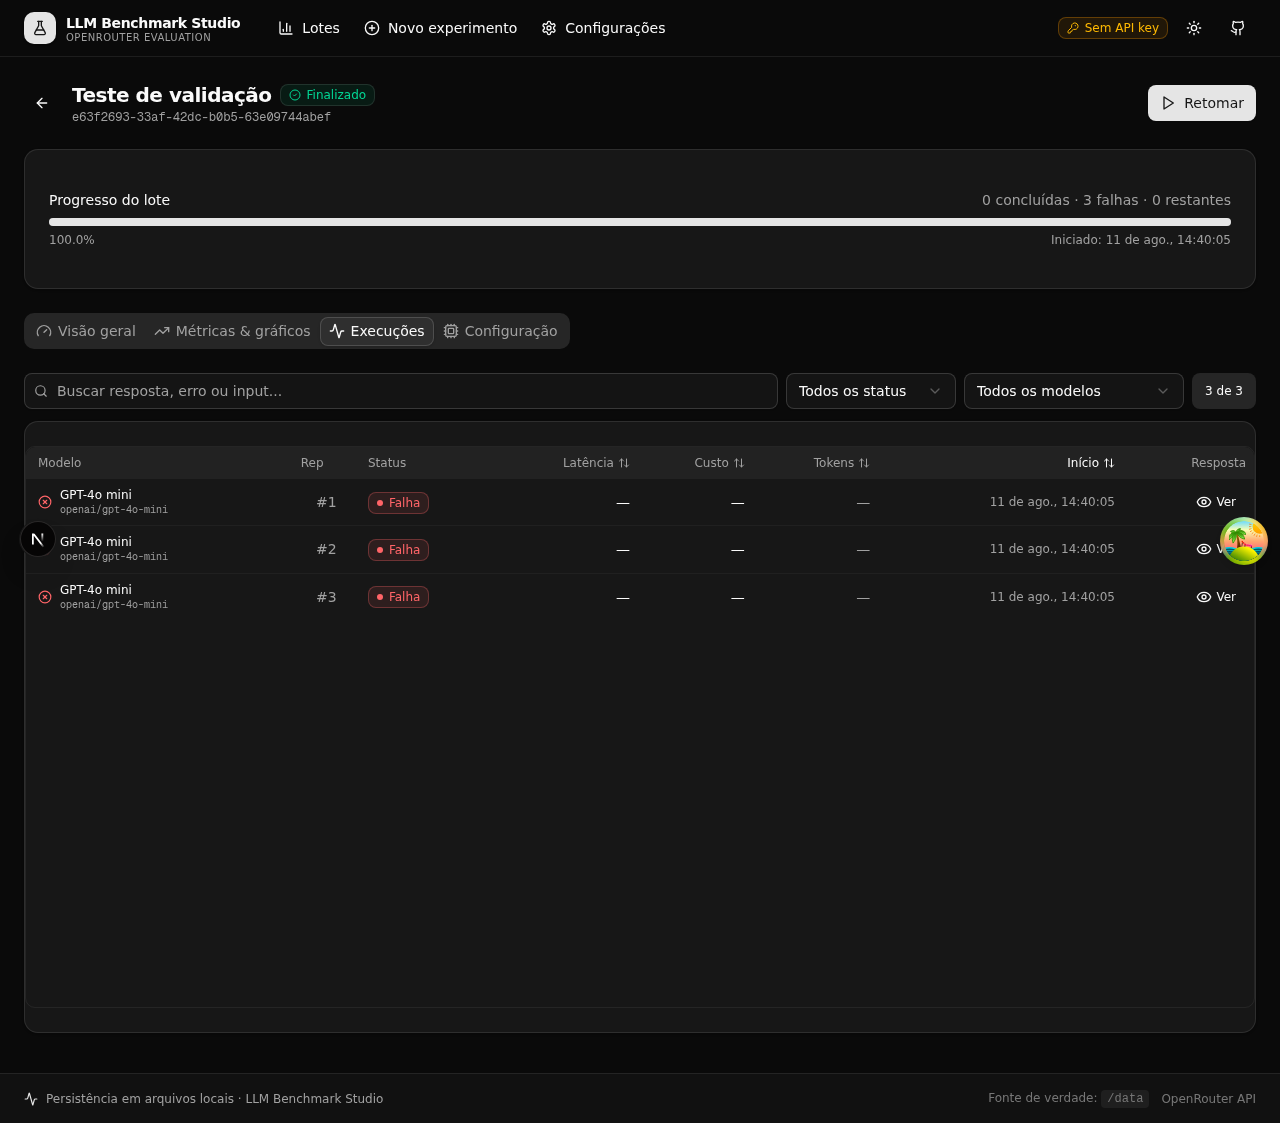 LLM Benchmark Studio
OPENROUTER EVALUATION
Lotes
Novo experimento
Configurações
Sem API key
Teste de validação
Finalizado
e63f2693-33af-42dc-b0b5-63e09744abef
Retomar
Progresso do lote
0 concluídas · 3 falhas · 0 restantes
100.0%
Iniciado: 11 de ago., 14:40:05
Visão geral
Métricas & gráficos
Execuções
Configuração
Buscar resposta, erro ou input...
Todos os status
Todos os modelos
3 de 3
Modelo Rep Status Latência Custo Tokens Início Resposta
GPT-4o mini
openai/gpt-4o-mini
#1 Falha — — — 11 de ago., 14:40:05 Ver
GPT-4o mini
openai/gpt-4o-mini
#2 Falha — — — 11 de ago., 14:40:05
N
GPT-4o mini
openai/gpt-4o-mini
#3 Falha — — — 11 de ago., 14:40:05 Ver
Persistência em arquivos locais · LLM Benchmark Studio
Fonte de verdade: /data
OpenRouter API